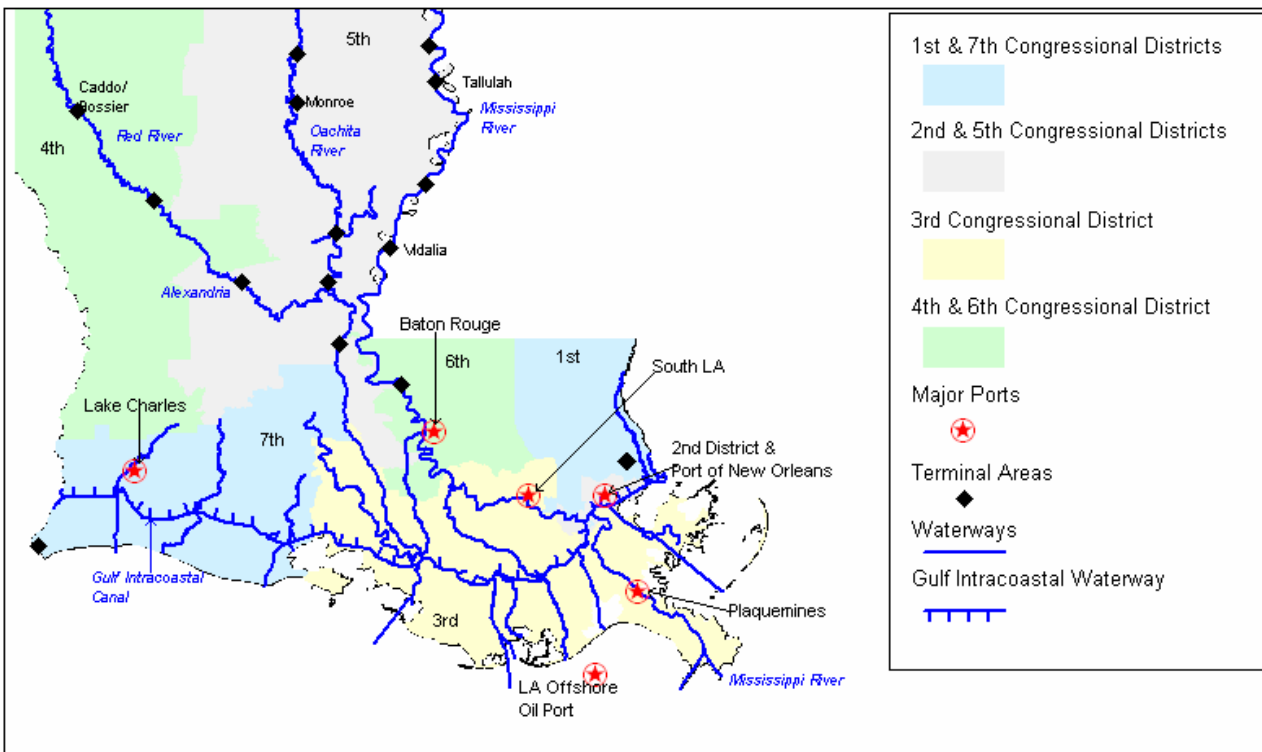 5th
Caddo/
Bossier
Tallulah
Monroe
Mississippi
River
Red River
Oachita
River
4th
Vidalia
Alexandria
Baton Rouge
6th
1st
South LA
Lake Charles
7th
2nd District &
Port of New Orleans
Gulf Intracoastal
Canal
3rd
Plaquemines
LA Offshore
Oil Port
Mississippi River
1st & 7th Congressional Districts
2nd & 5th Congressional Districts
3rd Congressional District
4th & 6th Congressional District
Major Ports
Terminal Areas
Waterways
Gulf Intracoastal Waterway